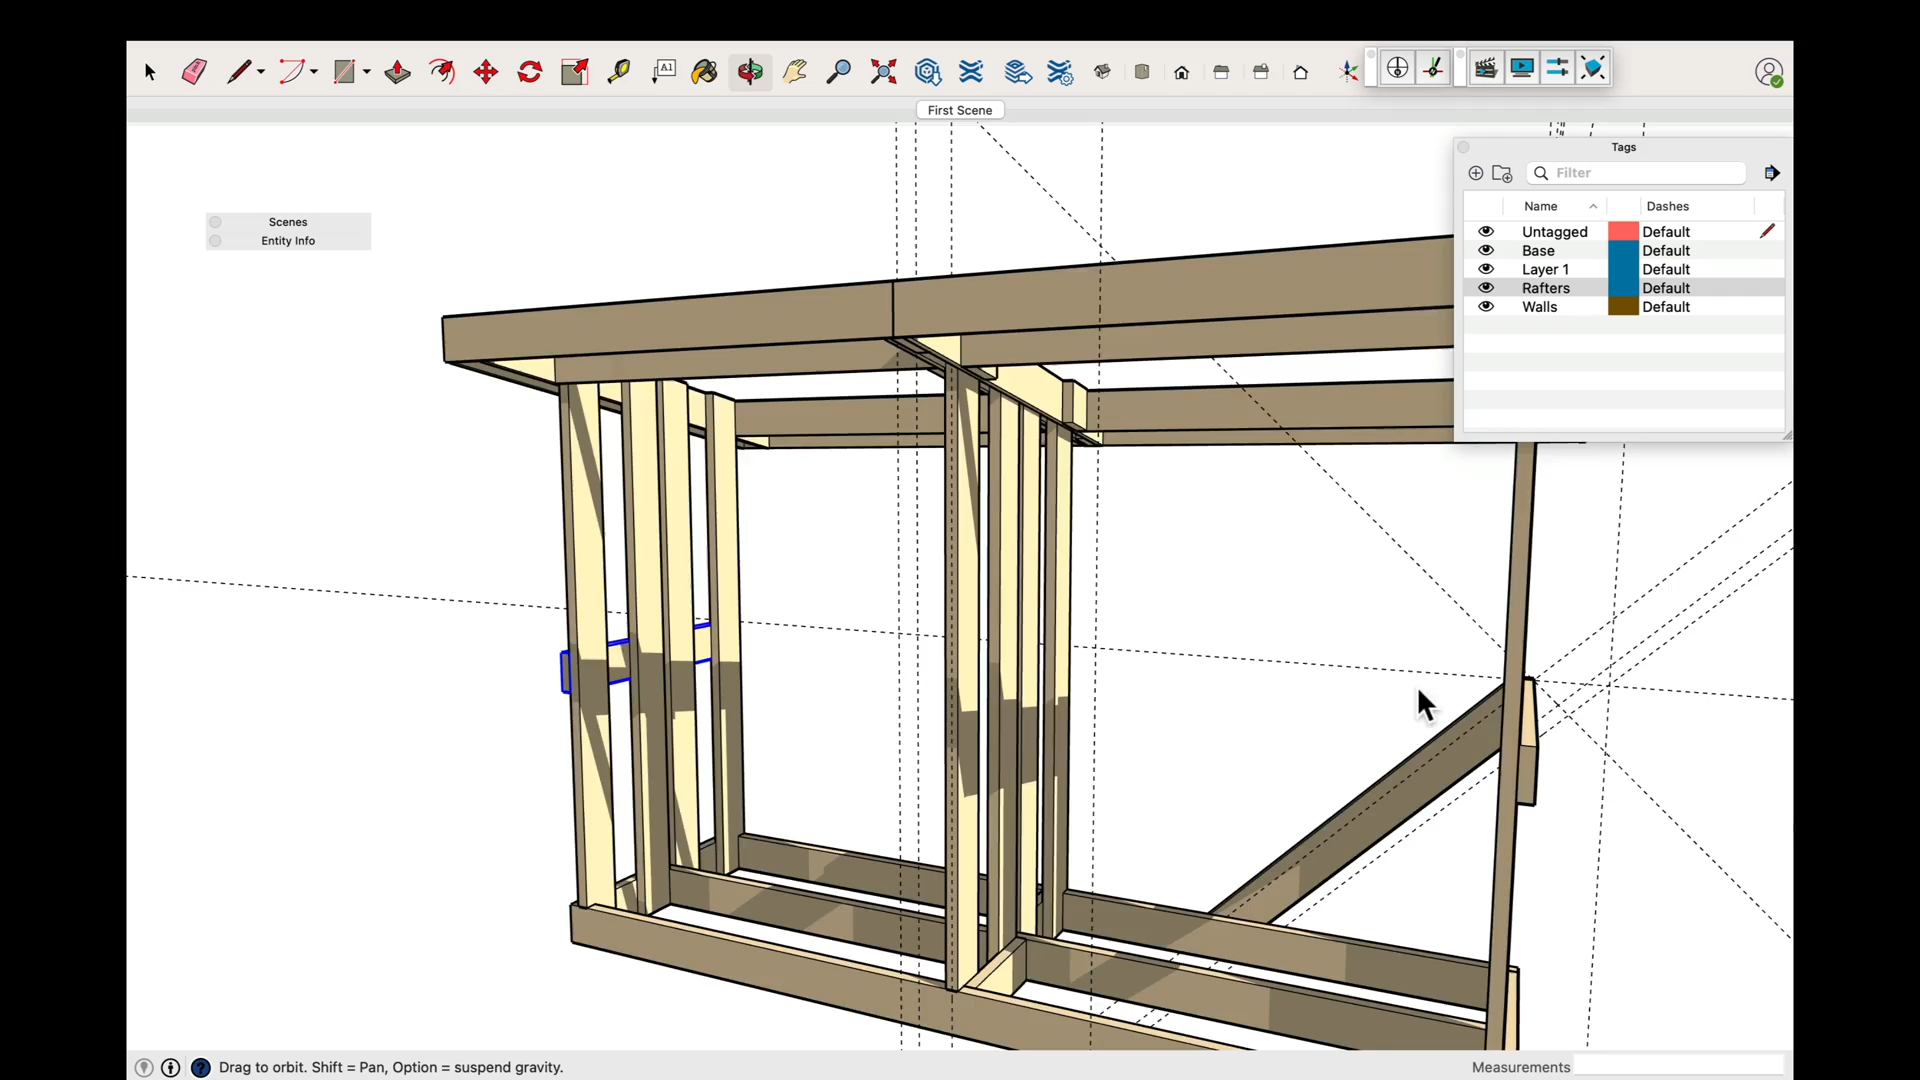 A1
First Scene
Tags
Filter
Name Dashes
Untagged Default
Base Default
Layer 1 Default
Rafters Default
Walls Default
Scenes
Entity Info
Drag to orbit. Shift = Pan, Option = suspend gravity.
Measurements